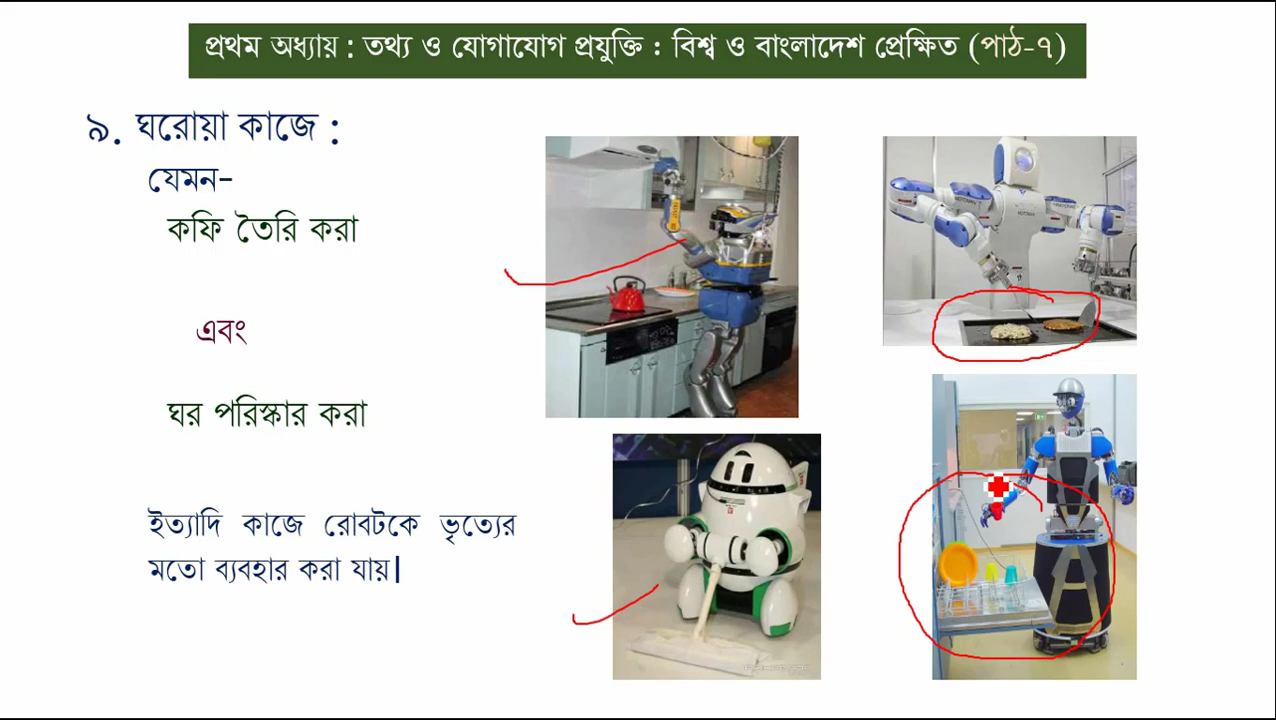 প্রথম অধ্যায় : তথ্য ও যোগাযোগ প্রযুক্তি : বিশ্ব ও বাংলাদেশ প্রেক্ষিত (পাঠ-৭)
৯. ঘরোয়া কাজে :
যেমন-
কফি তৈরি করা
এবং
ঘর পরিস্কার করা
ইত্যাদি কাজে রোবটকে ভৃত্যের
মতো ব্যবহার করা যায়।